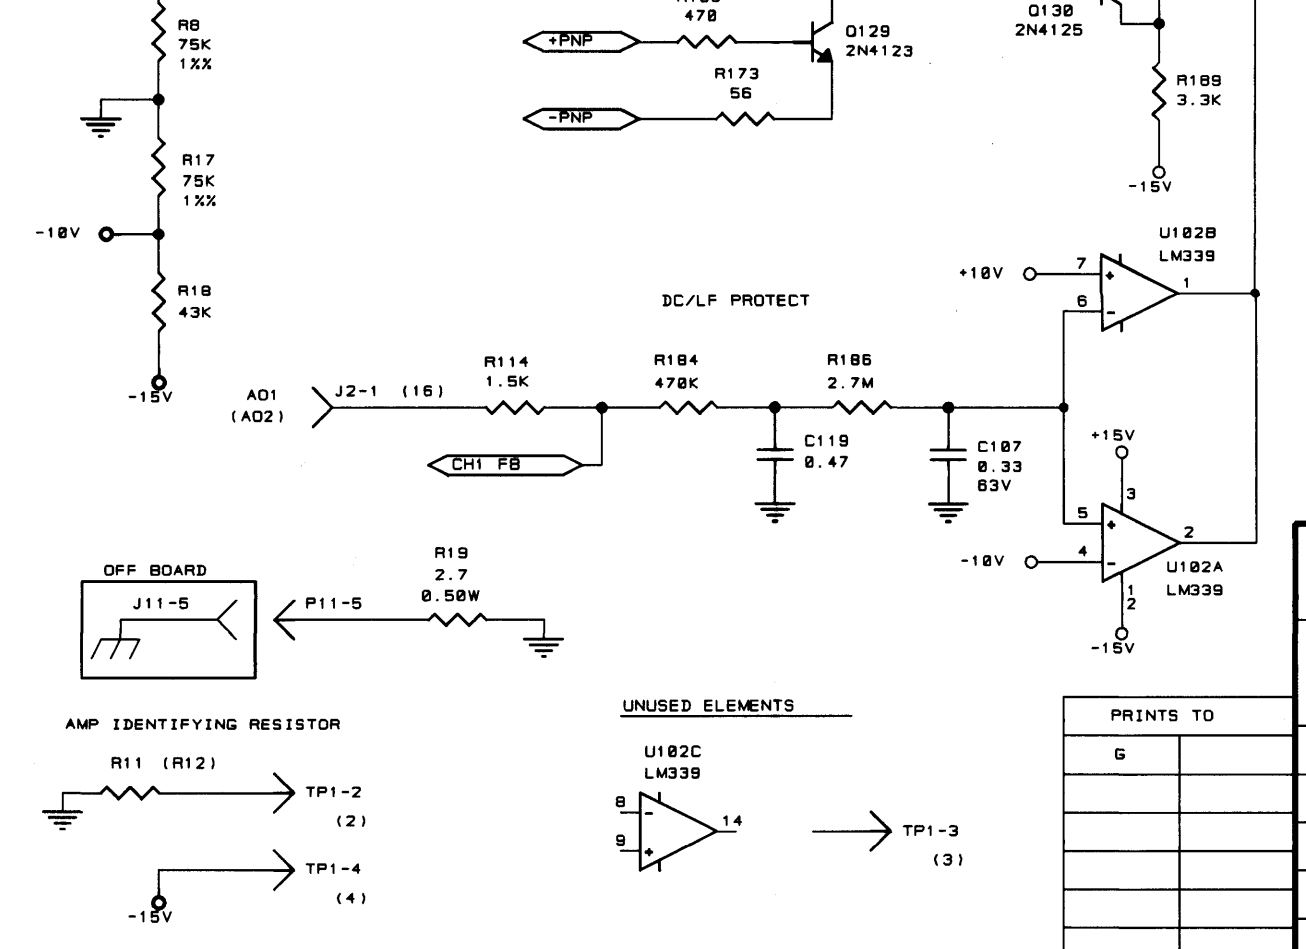 R8
75K
1%%
470
+PNP
Q129
2N4123
R173
56
-PNP
Q130
2N4125
R189
3.3K
-15V
R17
75K
1%%
-10V
R18
43K
-15V
U102B
LM339
+10V
7
6
+
-
1
DC/LF PROTECT
AO1
(AO2)
J2-1 (16)
R114
1.5K
R184
470K
R186
2.7M
CH1 FB
C119
0.47
C107
0.33
63V
+15V
3
5
4
+
-
2
-10V
U102A
LM339
1
2
-15V
OFF BOARD
J11-5
P11-5
R19
2.7
0.50W
AMP IDENTIFYING RESISTOR
R11 (R12)
TP1-2
(2)
TP1-4
(4)
-15V
UNUSED ELEMENTS
U102C
LM339
8
9
-
+
14
TP1-3
(3)
PRINTS TO
G